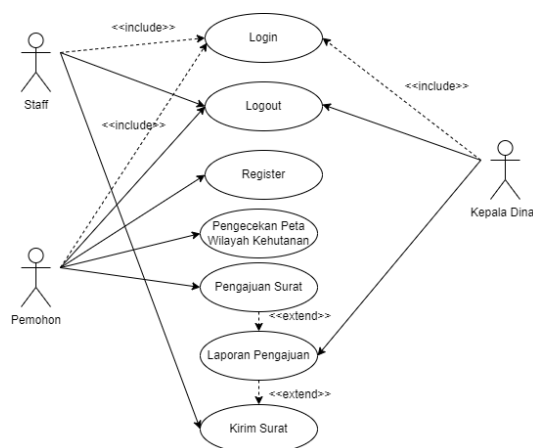 <<include>>
Login
Staff
<<include>>
Logout
<<include>>
Register
Kepala Dina
Pengecekan Peta
Wilayah Kehutanan
Pemohon
Pengajuan Surat
<<extend>>
Laporan Pengajuan
<<extend>>
Kirim Surat